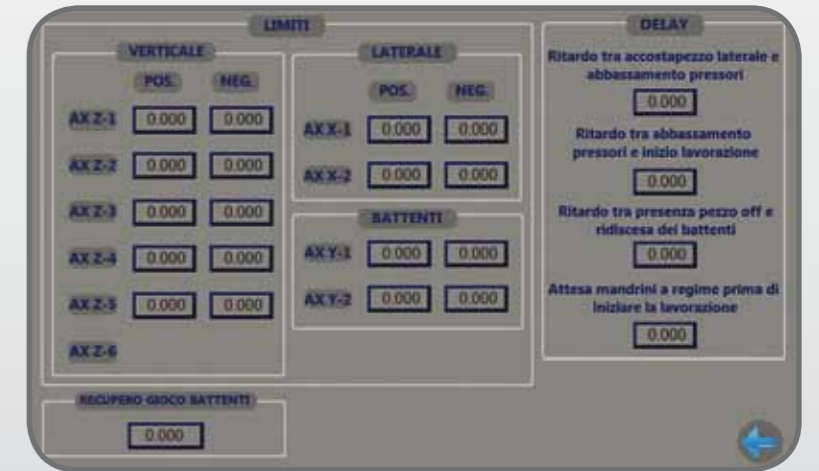 LIMITI
VERTICALE
POS. NEG.
AX Z-1 0.000 0.000
AX Z-2 0.000 0.000
AX Z-3 0.000 0.000
AX Z-4 0.000 0.000
AX Z-5 0.000 0.000
AX Z-6
LATERALE
POS. NEG.
AX X-1 0.000 0.000
AX X-2 0.000 0.000
BATTENTI
AX Y-1 0.000 0.000
AX Y-2 0.000 0.000
RECUPERO GIOCO BATTENTI
0.000
DELAY
Ritardo tra accostapezzo laterale e
abbassamento pressori
0.000
Ritardo tra abbassamento
pressori e inizio lavorazione
0.000
Ritardo tra presenza pezzo off e
ridiscesa dei battenti
0.000
Attesa mandrini a regime prima di
iniziare la lavorazione
0.000